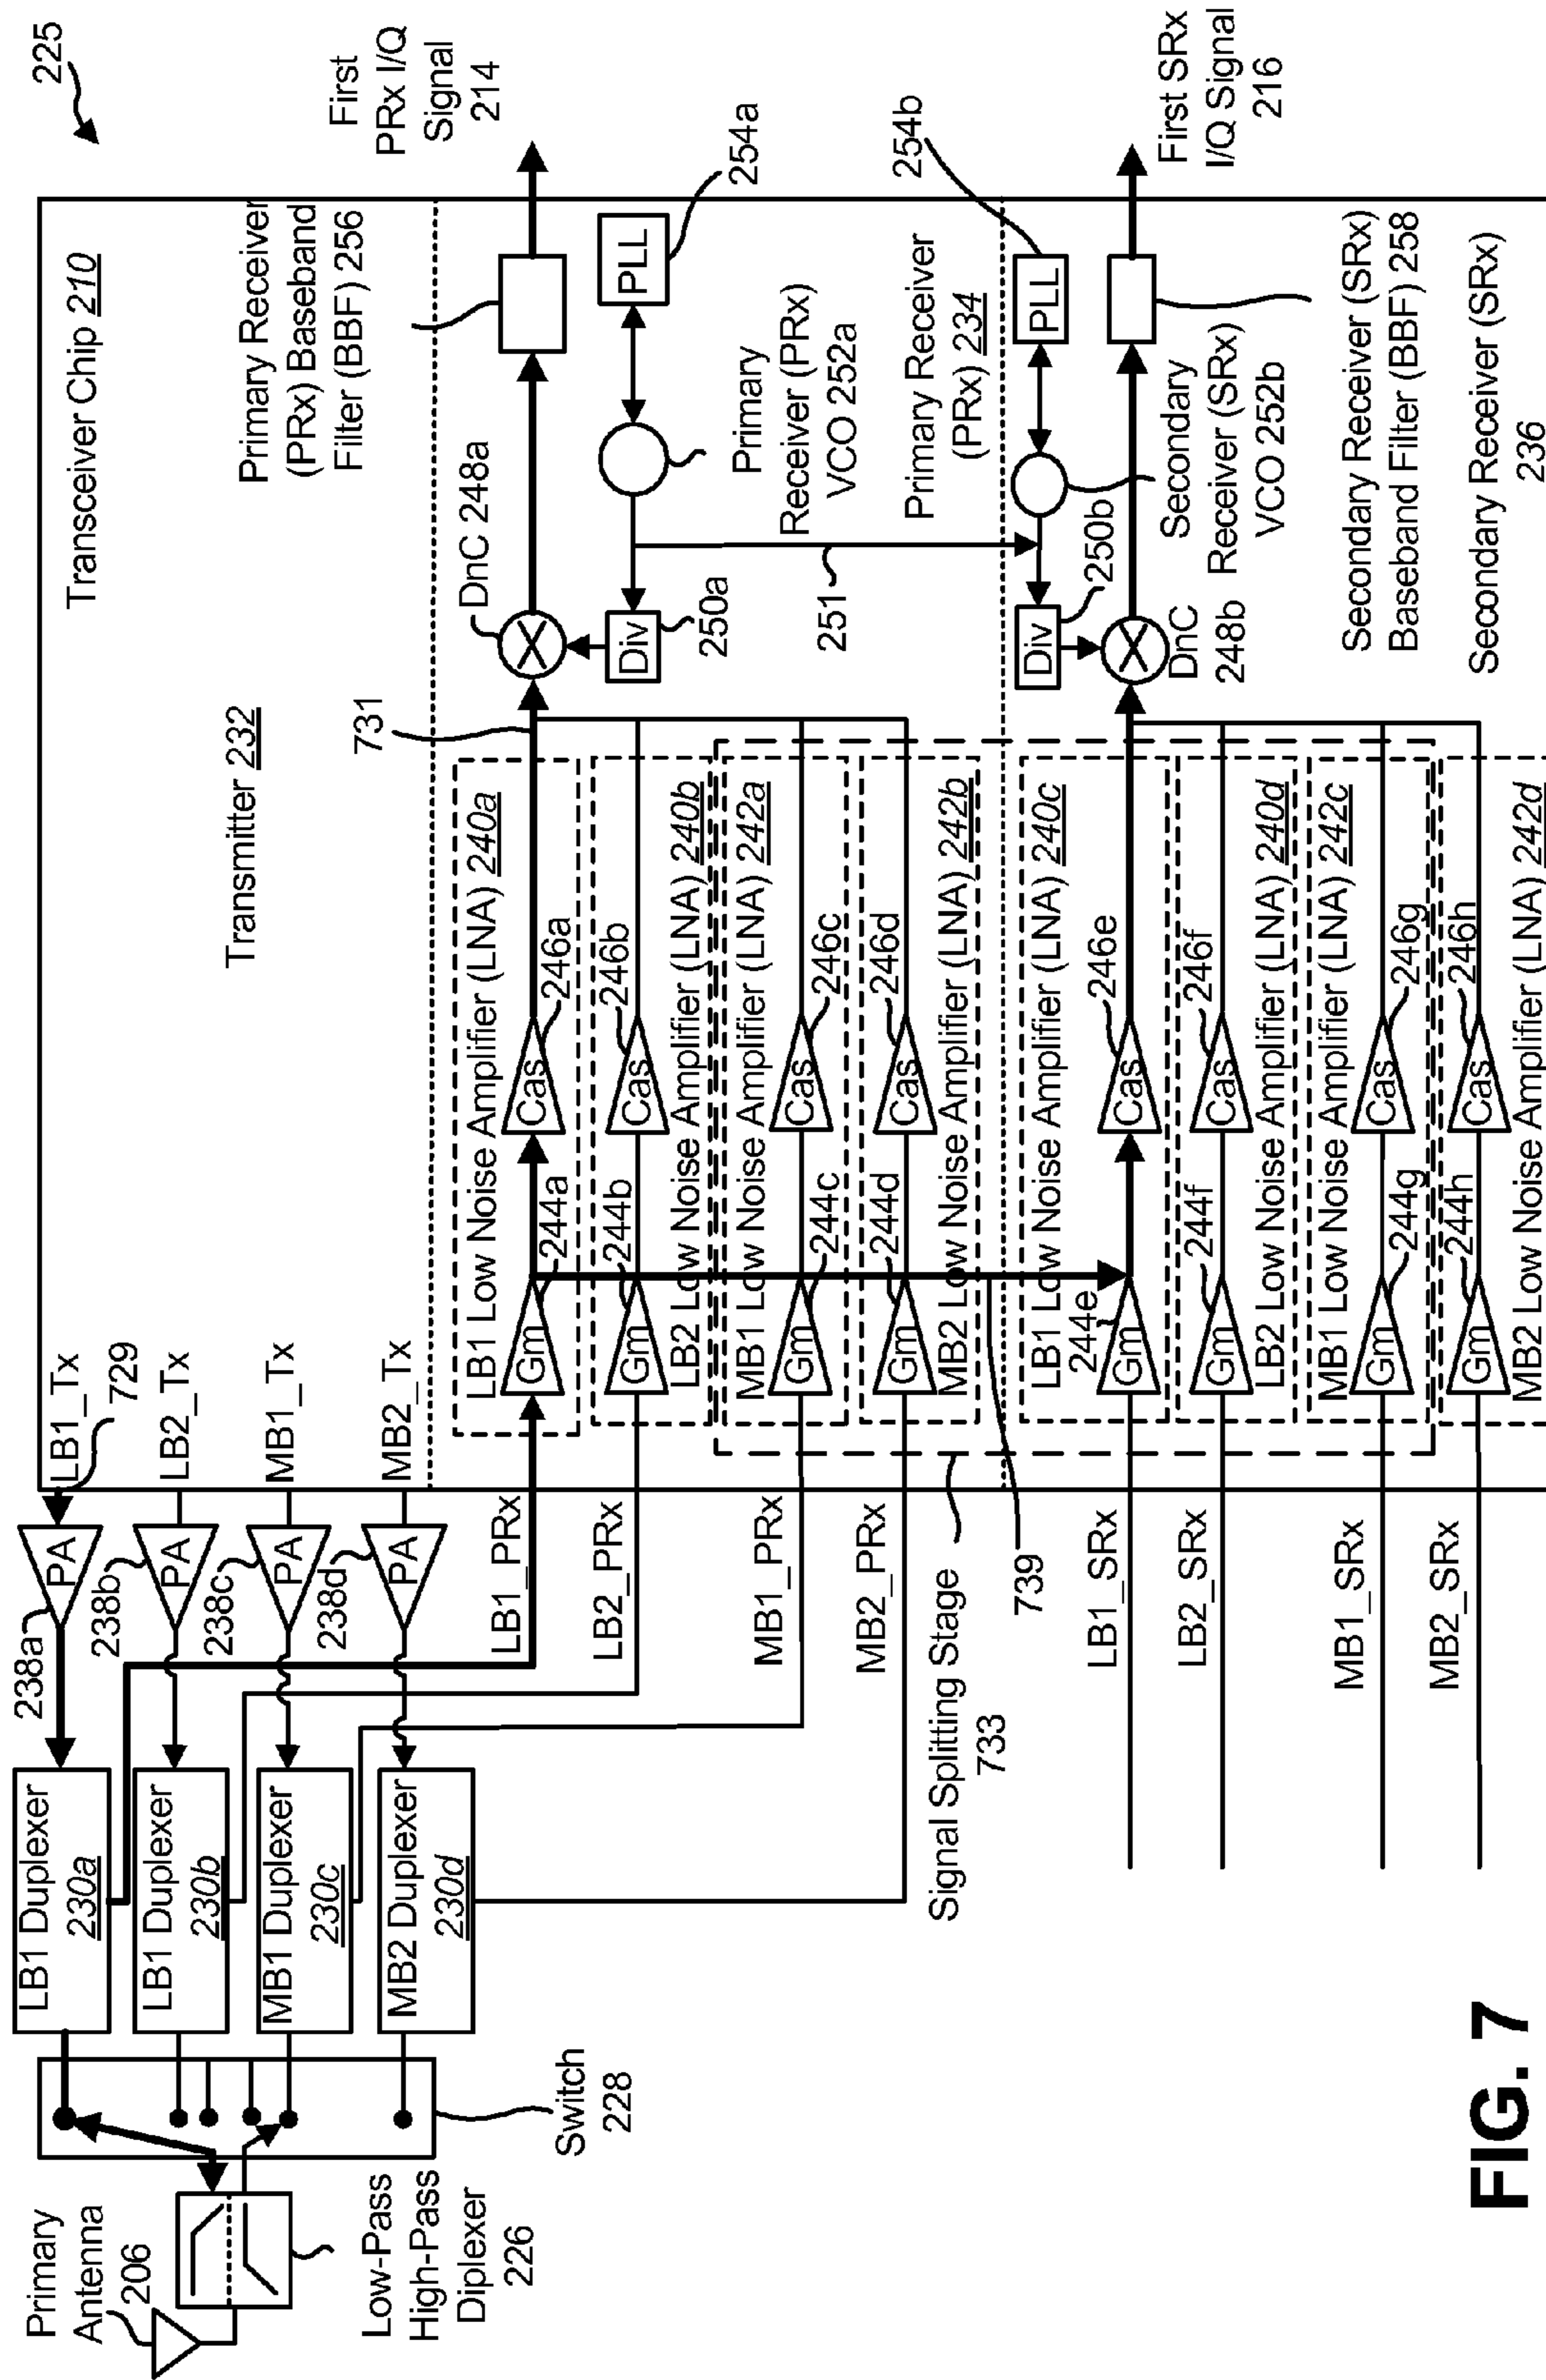 225
Transceiver Chip 210
Transmitter 232
Primary
Antenna
206
Low-Pass
High-Pass
Diplexer
226
Switch
228
LB1 Duplexer
230a
LB1 Duplexer
230b
MB1 Duplexer
230c
MB2 Duplexer
230d
238a
PA
238b
PA
238c
PA
238d
PA
LB1_Tx
729
LB2_Tx
MB1_Tx
MB2_Tx
LB1_PRx
LB2_PRx
MB1_PRx
MB2_PRx
Signal Splitting Stage
733
739
LB1_SRx
LB2_SRx
MB1_SRx
MB2_SRx
LB1 Low Noise Amplifier (LNA) 240a
Gm
244a
Cas
246a
Gm
244b
Cas
246b
LB2 Low Noise Amplifier (LNA) 240b
MB1 Low Noise Amplifier (LNA) 242a
Gm
244c
Cas
246c
Gm
244d
Cas
246d
MB2 Low Noise Amplifier (LNA) 242b
LB1 Low Noise Amplifier (LNA) 240c
244e
Gm
Cas
246e
Gm
244f
Cas
246f
LB2 Low Noise Amplifier (LNA) 240d
MB1 Low Noise Amplifier (LNA) 242c
Gm
244g
Cas
246g
Gm
244h
Cas
246h
MB2 Low Noise Amplifier (LNA) 242d
731
DnC 248a
Primary Receiver
(PRx) Baseband
Filter (BBF) 256
First
PRx I/Q
Signal
214
Div
250a
PLL
254a
Primary
Receiver (PRx)
VCO 252a
251
Primary Receiver
(PRx) 234
254b
PLL
Div
250b
DnC
248b
Secondary
Receiver (SRx)
VCO 252b
First SRx
I/Q Signal
216
Secondary Receiver (SRx)
Baseband Filter (BBF) 258
Secondary Receiver (SRx)
236
FIG. 7